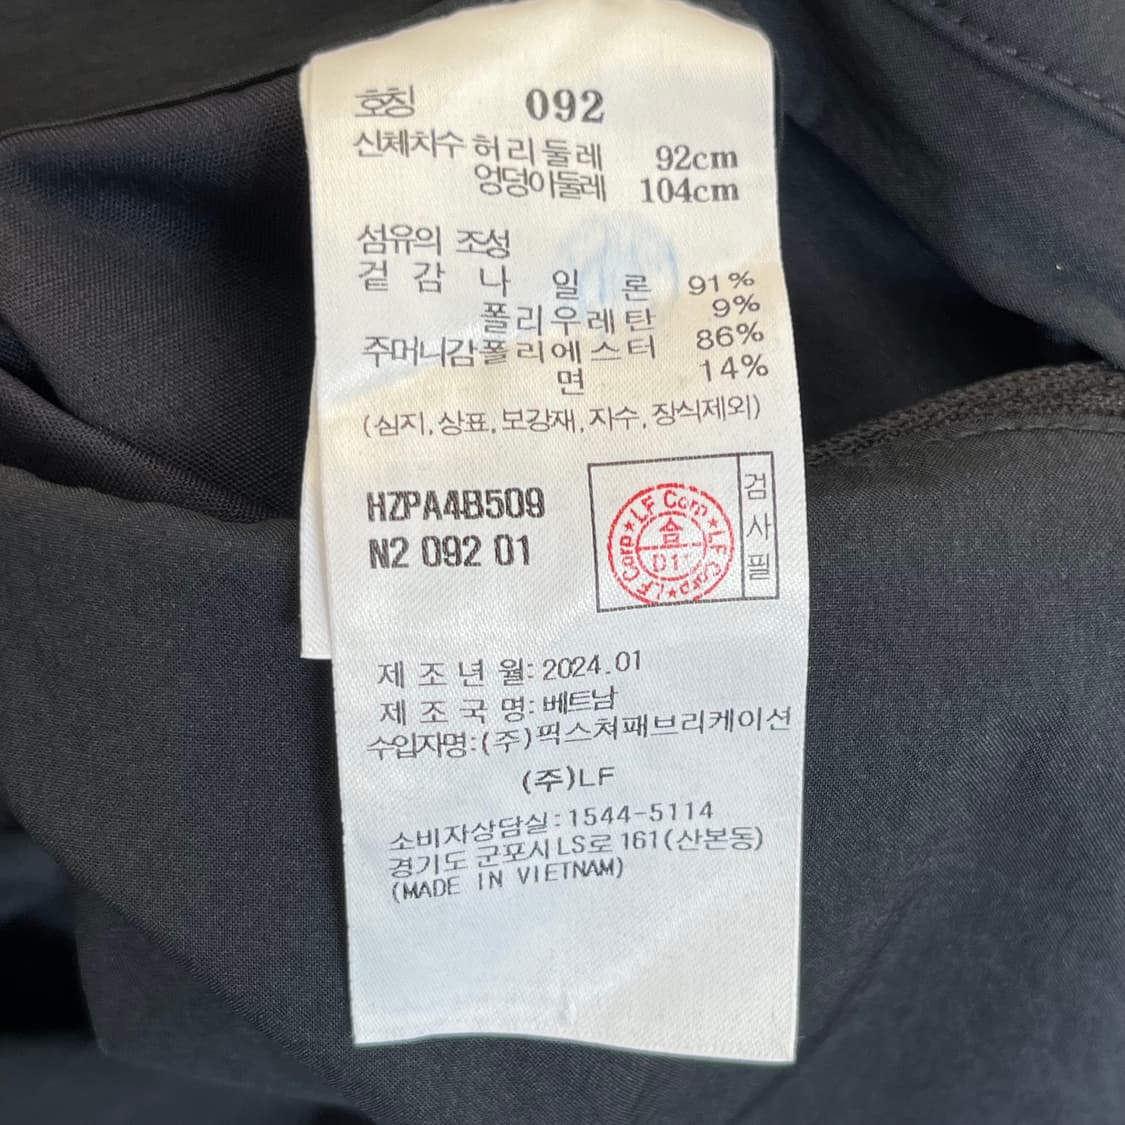 호칭 092
신체치수 허리둘레 92cm
엉덩이둘레 104cm
섬유의 조성
겉감 나일론 91%
폴리우레탄 9%
주머니감 폴리에스터 86%
면 14%
(심지, 상표, 보강재, 자수, 장식제외)
HZPA4B509
N2 092 01
LF Corp ★ LF Corp ★ LF Corp ★
合
검사필
제조년월: 2024.01
제조국명: 베트남
수입자명: (주)픽스쳐패브리케이션
(주)LF
소비자상담실: 1544-5114
경기도 군포시 LS로 161(산본동)
(MADE IN VIETNAM)